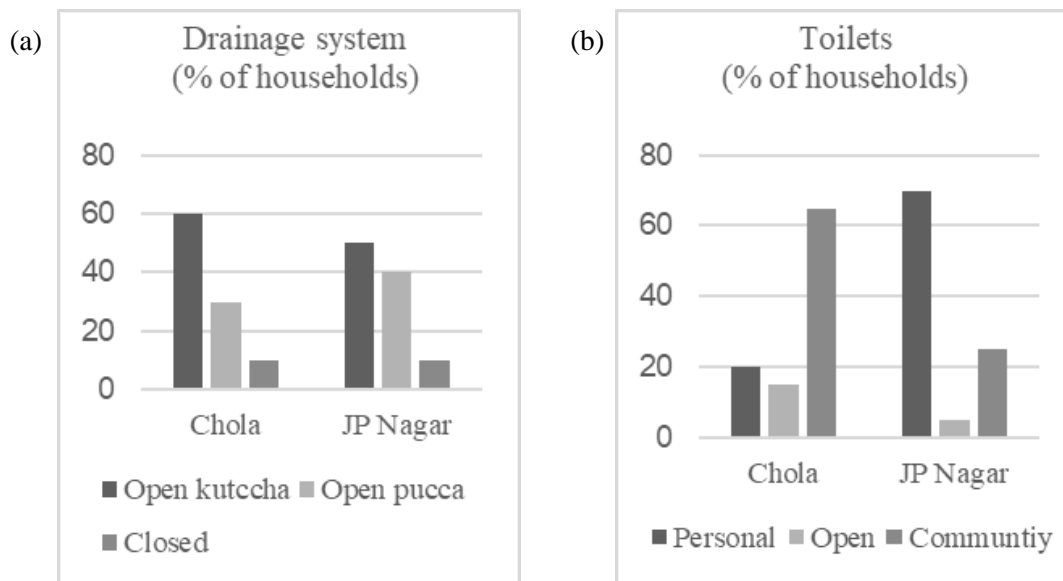 (a)
Drainage system
(% of households)
80
60
40
20
0
Chola JP Nagar
Open kutccha Open pucca
Closed
(b)
Toilets
(% of households)
80
60
40
20
0
Chola JP Nagar
Personal Open Communtiy